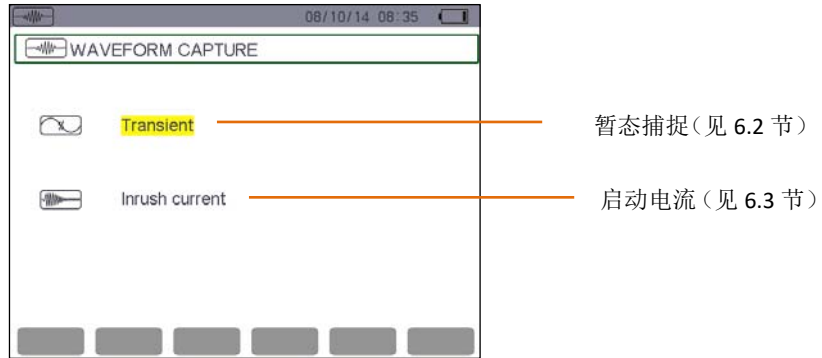 08/10/14 08:35
WAVEFORM CAPTURE
Transient
暂态捕捉（见 6.2 节）
Inrush current
启动电流（见 6.3 节）